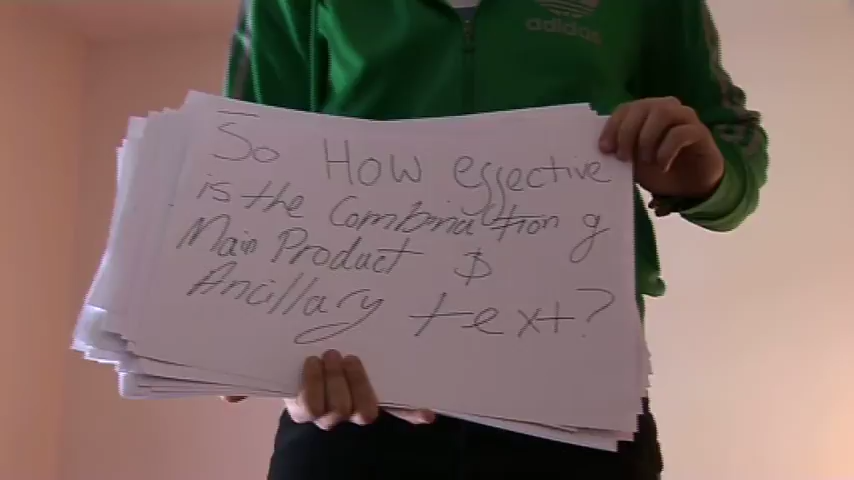 adidas
So How effective
is the Combination of
Main Product $
Ancillary text?